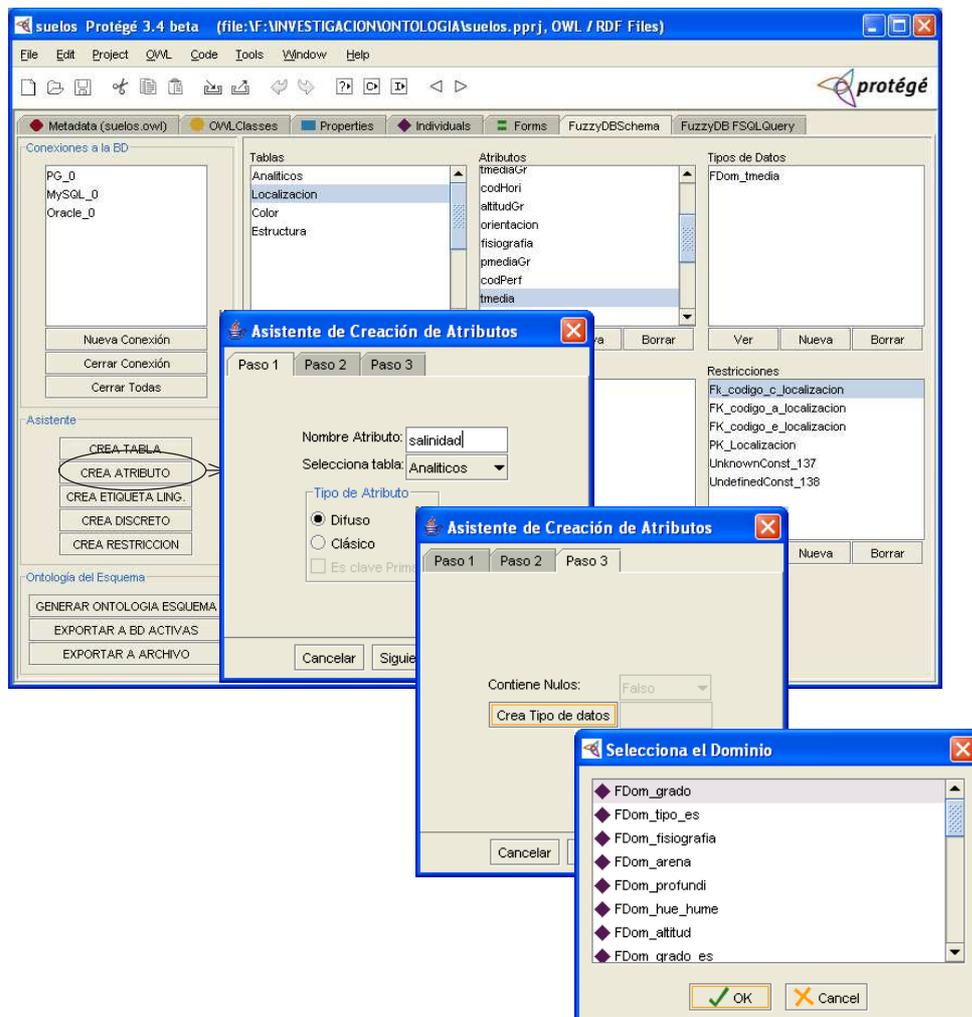 suelos Protégé 3.4 beta (file:\F:\INVESTIGACION\ONTOLOGIA\suelos.pprj, OWL / RDF Files)
File Edit Project OWL Code Tools Window Help
protégé
Metadata (suelos.owl) OWLClasses Properties Individuals Forms FuzzyDBSchema FuzzyDB FSQLQuery
Conexiones a la BD
PG_0
MySQL_0
Oracle_0
Nueva Conexión
Cerrar Conexión
Cerrar Todas
Tablas
Analiticos
Localizacion
Color
Estructura
Atributos
tmediaGr
codHori
altitudGr
orientacion
fisiografia
pmediaGr
codPerf
tmedia
Borrar
Tipos de Datos
FDom_tmedia
Ver Nueva Borrar
Restricciones
Fk_codigo_c_localizacion
FK_codigo_a_localizacion
FK_codigo_e_localizacion
PK_Localizacion
UnknownConst_137
UndefinedConst_138
Nueva Borrar
Asistente
CREA TABLA
CREA ATRIBUTO
CREA ETIQUETA LING.
CREA DISCRETO
CREA RESTRICCION
Ontología del Esquema
GENERAR ONTOLOGIA ESQUEMA
EXPORTAR A BD ACTIVAS
EXPORTAR A ARCHIVO
Asistente de Creación de Atributos
Paso 1 Paso 2 Paso 3
Nombre Atributo: salinidad
Selecciona tabla: Analiticos
Tipo de Atributo
Difuso
Clásico
Es clave Prima
Cancelar Siguie
Asistente de Creación de Atributos
Paso 1 Paso 2 Paso 3
Contiene Nulos: Falso
Crea Tipo de datos
Cancelar
Selecciona el Dominio
FDom_grado
FDom_tipo_es
FDom_fisiografia
FDom_arena
FDom_profundi
FDom_hue_hume
FDom_altitud
FDom_grado_es
OK Cancel